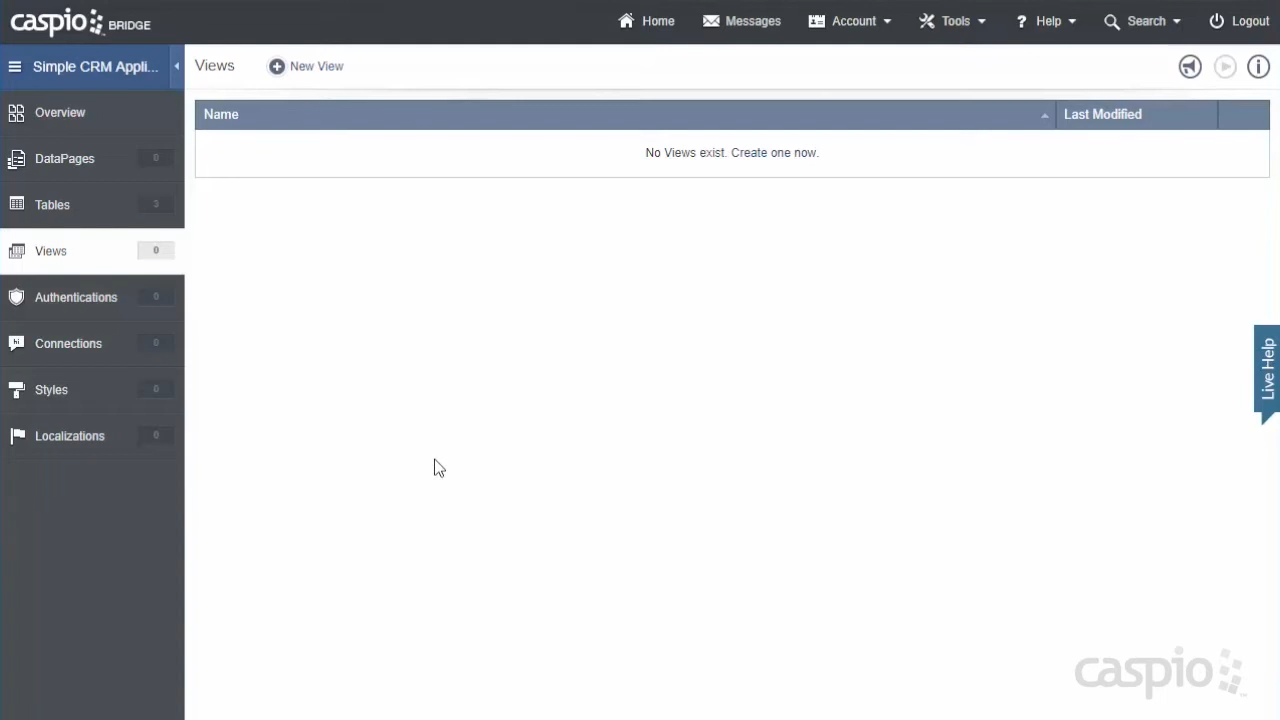 caspio BRIDGE
Home
Messages
Account
Tools
? Help
Search
Logout
Simple CRM Appli...
Views
New View
Overview
DataPages 0
Tables 3
Views 0
Authentications 0
hi Connections 0
Styles 0
Localizations 0
Name
Last Modified
No Views exist. Create one now.
Live Help
caspio